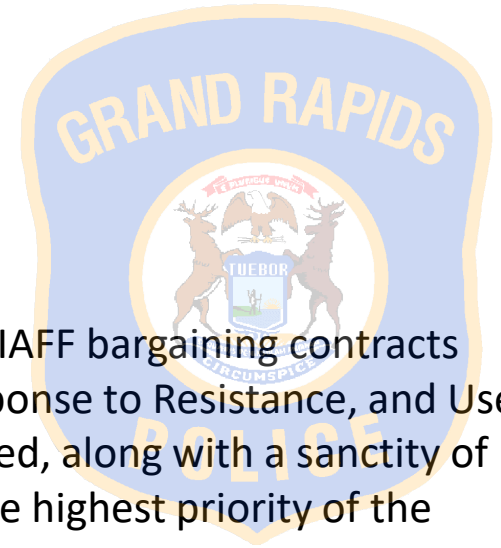 GRAND RAPIDS
E PLURIBUS UNUM
TUEBOR
IAFF bargaining contracts
ponse to Resistance, and Use
CIRCUMSPICE
ed, along with a sanctity of
POLICE
e highest priority of the